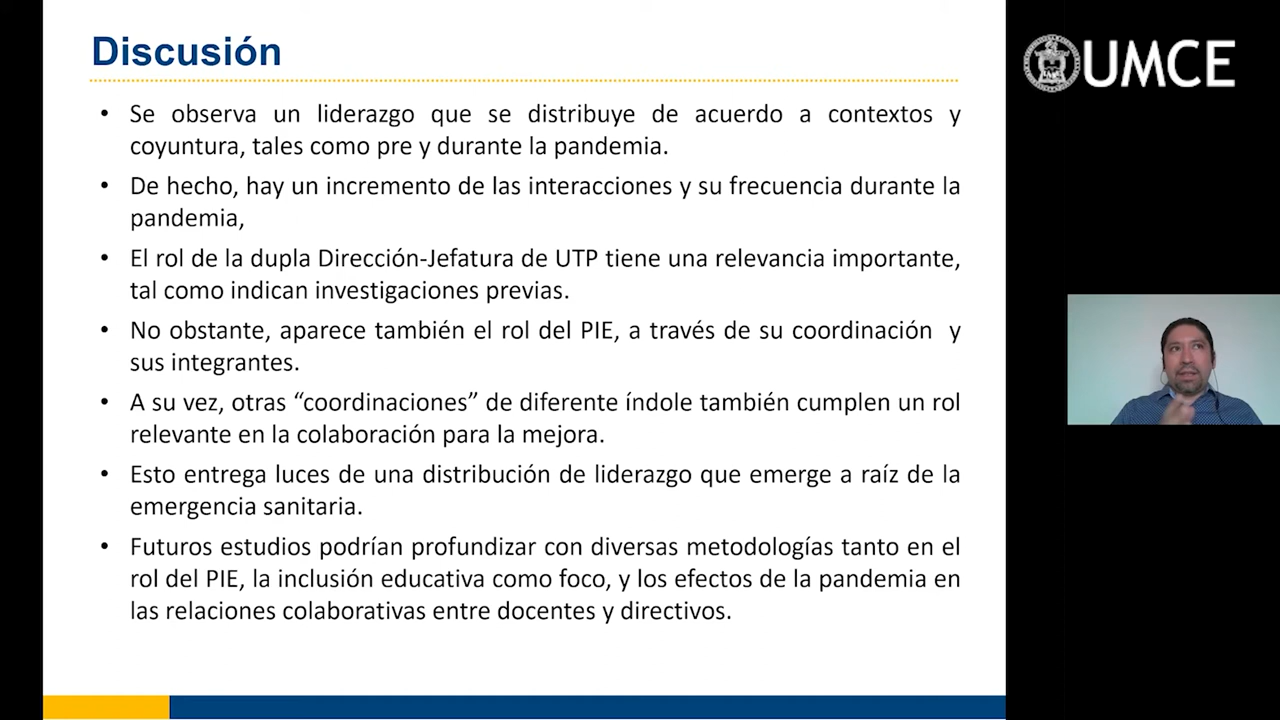 Discusión
UMCE
• Se observa un liderazgo que se distribuye de acuerdo a contextos y
coyuntura, tales como pre y durante la pandemia.
• De hecho, hay un incremento de las interacciones y su frecuencia durante la
pandemia,
• El rol de la dupla Dirección-Jefatura de UTP tiene una relevancia importante,
tal como indican investigaciones previas.
• No obstante, aparece también el rol del PIE, a través de su coordinación y
sus integrantes.
• A su vez, otras “coordinaciones” de diferente índole también cumplen un rol
relevante en la colaboración para la mejora.
• Esto entrega luces de una distribución de liderazgo que emerge a raíz de la
emergencia sanitaria.
• Futuros estudios podrían profundizar con diversas metodologías tanto en el
rol del PIE, la inclusión educativa como foco, y los efectos de la pandemia en
las relaciones colaborativas entre docentes y directivos.